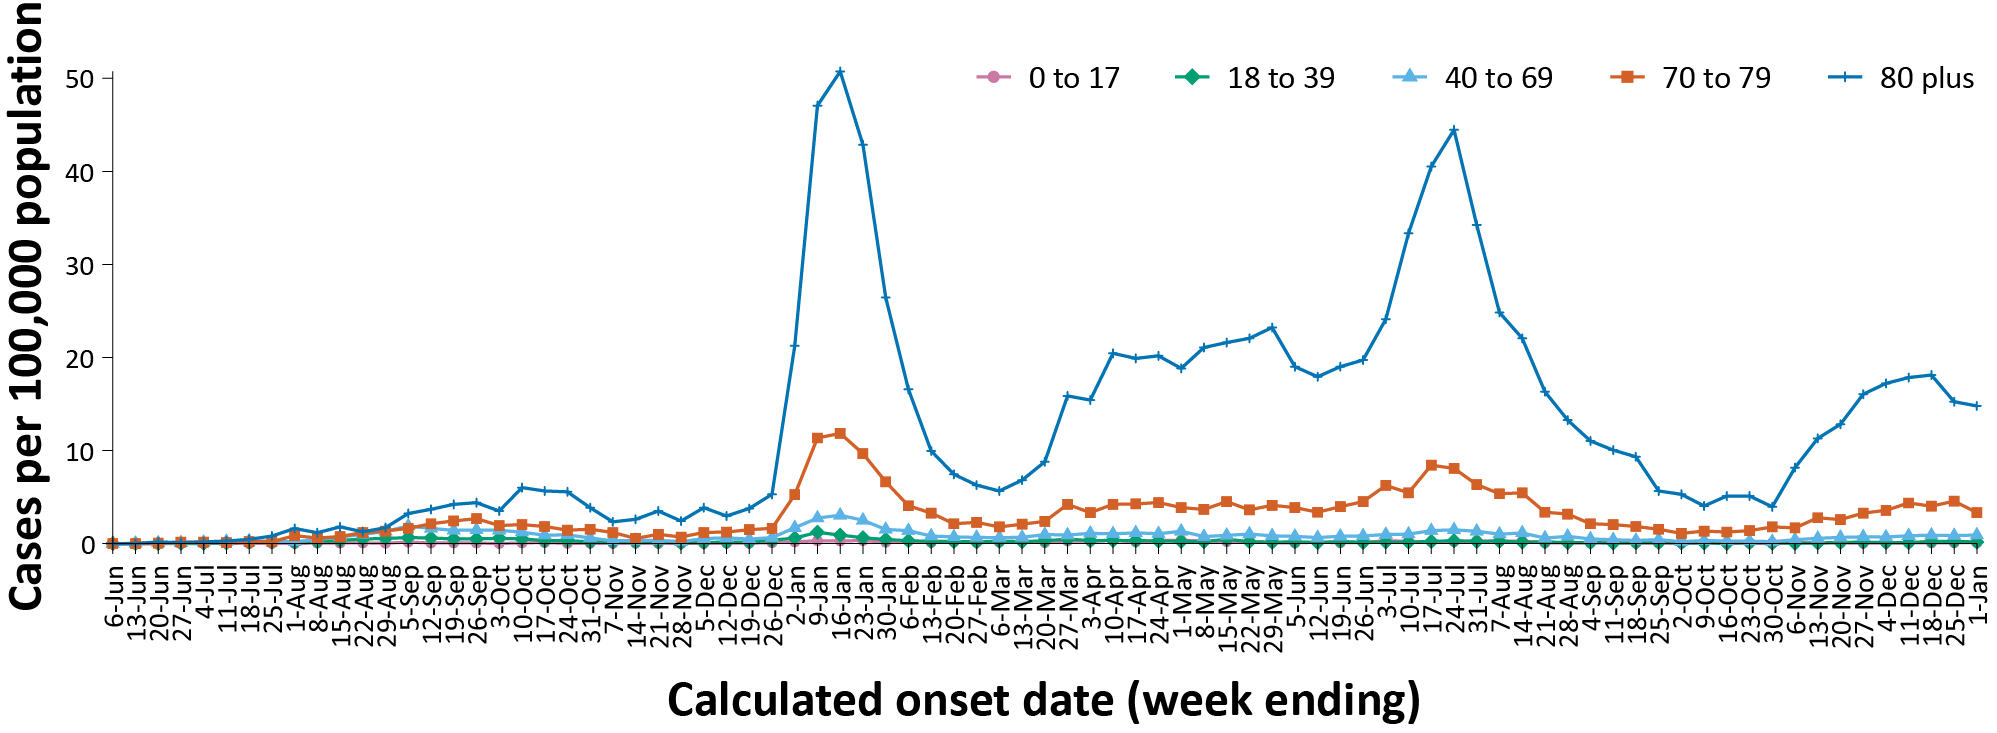 Cases per 100,000 population
50
40
30
20
10
0
0 to 17
18 to 39
40 to 69
70 to 79
80 plus
6-Jun
13-Jun
20-Jun
27-Jun
4-Jul
11-Jul
18-Jul
25-Jul
1-Aug
8-Aug
15-Aug
22-Aug
29-Aug
5-Sep
12-Sep
19-Sep
26-Sep
3-Oct
10-Oct
17-Oct
24-Oct
31-Oct
7-Nov
14-Nov
21-Nov
28-Nov
5-Dec
12-Dec
19-Dec
26-Dec
2-Jan
9-Jan
16-Jan
23-Jan
30-Jan
6-Feb
13-Feb
20-Feb
27-Feb
6-Mar
13-Mar
20-Mar
27-Mar
3-Apr
10-Apr
17-Apr
24-Apr
1-May
8-May
15-May
22-May
29-May
5-Jun
12-Jun
19-Jun
26-Jun
3-Jul
10-Jul
17-Jul
24-Jul
31-Jul
7-Aug
14-Aug
21-Aug
28-Aug
4-Sep
11-Sep
18-Sep
25-Sep
2-Oct
9-Oct
16-Oct
23-Oct
30-Oct
6-Nov
13-Nov
20-Nov
27-Nov
4-Dec
11-Dec
18-Dec
25-Dec
1-Jan
Calculated onset date (week ending)